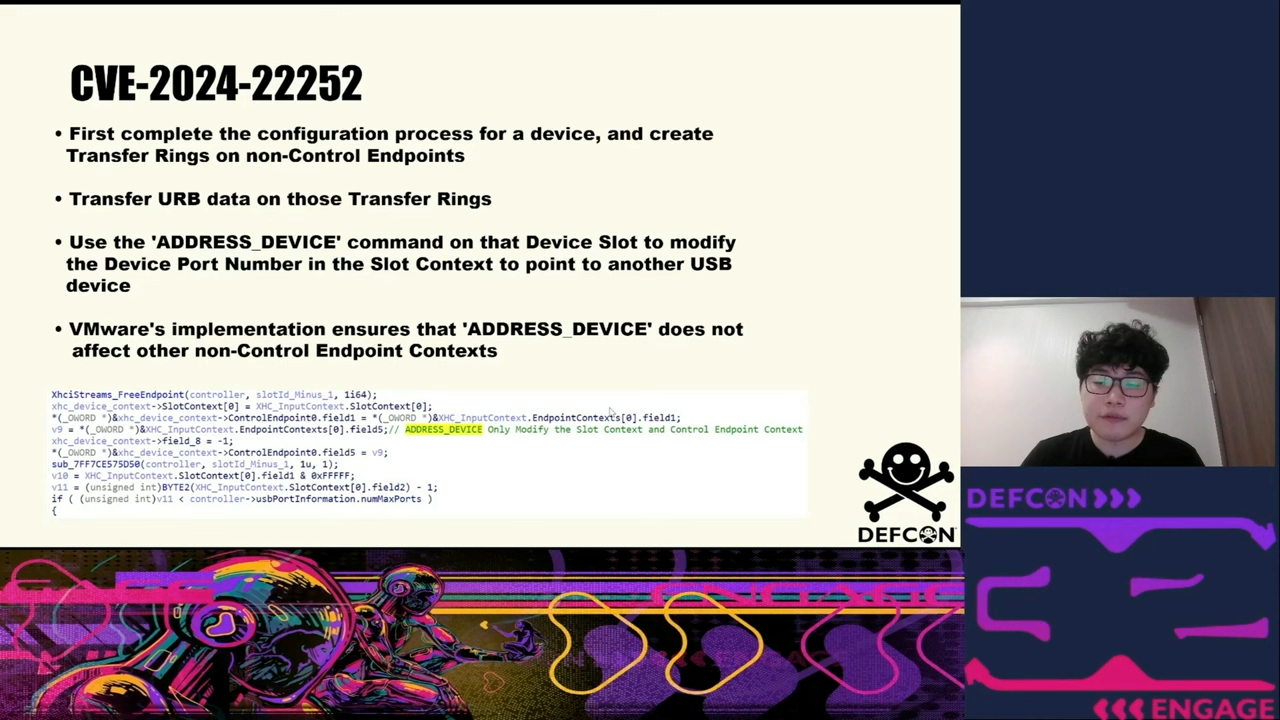 CVE-2024-22252
• First complete the configuration process for a device, and create
Transfer Rings on non-Control Endpoints
• Transfer URB data on those Transfer Rings
• Use the 'ADDRESS_DEVICE' command on that Device Slot to modify
the Device Port Number in the Slot Context to point to another USB
device
• VMware's implementation ensures that 'ADDRESS_DEVICE' does not
affect other non-Control Endpoint Contexts
XhciStreams_FreeEndpoint(controller, slotId_Minus_1, 1i64);
xhc_device_context->SlotContext[0] = XHC_InputContext.SlotContext[0];
*(_OWORD *)&xhc_device_context->ControlEndpoint0.field1 = *(_OWORD *)&XHC_InputContext.EndpointContexts[0].field1;
v9 = *(_OWORD *)&XHC_InputContext.EndpointContexts[0].field5;// ADDRESS_DEVICE Only Modify the Slot Context and Control Endpoint Context
xhc_device_context->field_8 = -1;
*(_OWORD *)&xhc_device_context->ControlEndpoint0.field5 = v9;
sub_7FF7CE575D50(controller, slotId_Minus_1, 1u, 1);
v10 = XHC_InputContext.SlotContext[0].field1 & 0xFFFFF;
v11 = (unsigned int)BYTE2(XHC_InputContext.SlotContext[0].field2) - 1;
if ( (unsigned int)v11 < controller->usbPortInformation.numMaxPorts )
{
DEFCON
DEFCON
ENGAGE